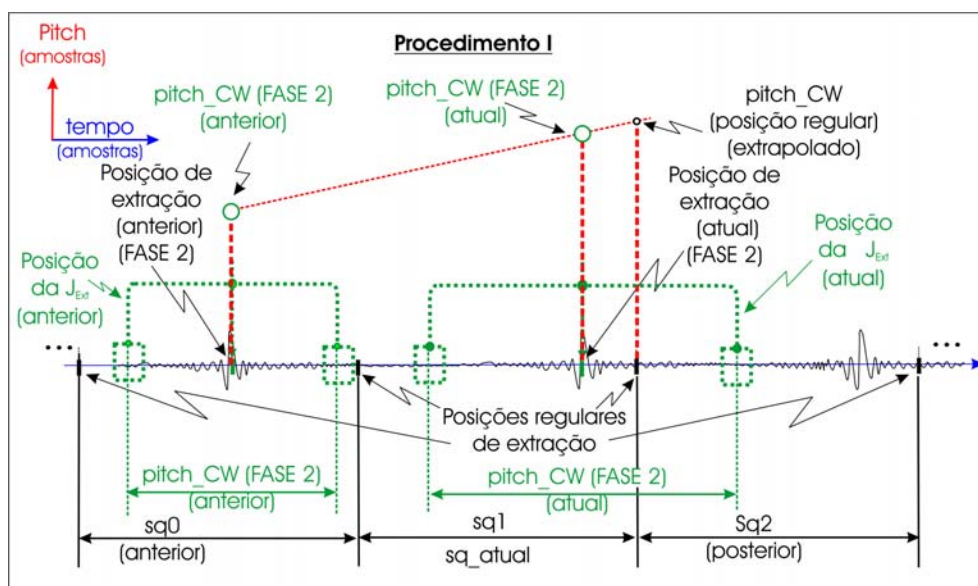 Procedimento I
Pitch
(amostras)
tempo
(amostras)
pitch_CW (FASE 2)
(anterior)
pitch_CW (FASE 2)
(atual)
pitch_CW
(posição regular)
(extrapolado)
Posição de
extração
(anterior)
(FASE 2)
Posição de
extração
(atual)
(FASE 2)
Posição
da J_Ext
(anterior)
Posição
da J_Ext
(atual)
...
...
Posições regulares
de extração
pitch_CW (FASE 2)
(anterior)
pitch_CW (FASE 2)
(atual)
sq0
(anterior)
sq1
sq_atual
Sq2
(posterior)